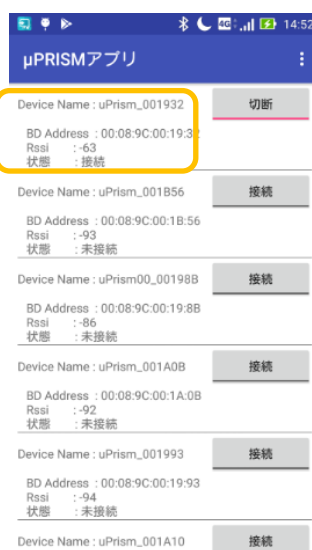 4G 14:52
μPRISMアプリ
Device Name : uPrism_001932 切断
BD Address : 00:08:9C:00:19:32
Rssi : -63
状態 : 接続
Device Name : uPrism_001B56 接続
BD Address : 00:08:9C:00:1B:56
Rssi : -93
状態 : 未接続
Device Name : uPrism00_00198B 接続
BD Address : 00:08:9C:00:19:8B
Rssi : -86
状態 : 未接続
Device Name : uPrism_001A0B 接続
BD Address : 00:08:9C:00:1A:0B
Rssi : -92
状態 : 未接続
Device Name : uPrism_001993 接続
BD Address : 00:08:9C:00:19:93
Rssi : -94
状態 : 未接続
Device Name : uPrism_001A10 接続